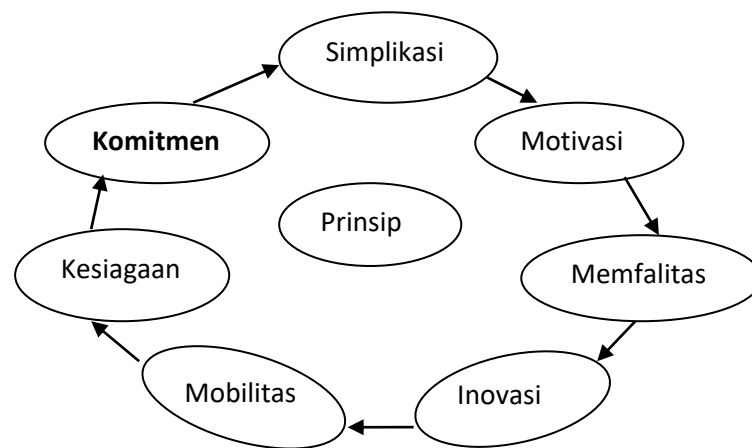 Simplikasi
Komitmen
Motivasi
Prinsip
Kesiagaan
Memfalitas
Mobilitas
Inovasi